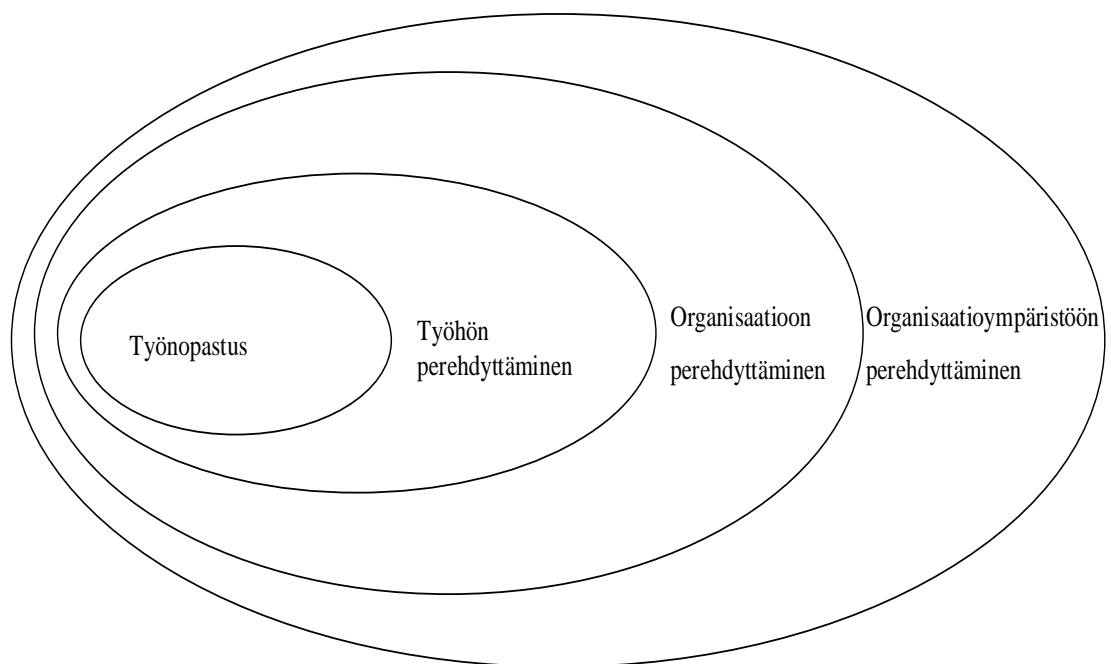 Työnopastus
Työhön
perehdyttäminen
Organisaatioon
perehdyttäminen
Organisaatioympäristöön
perehdyttäminen